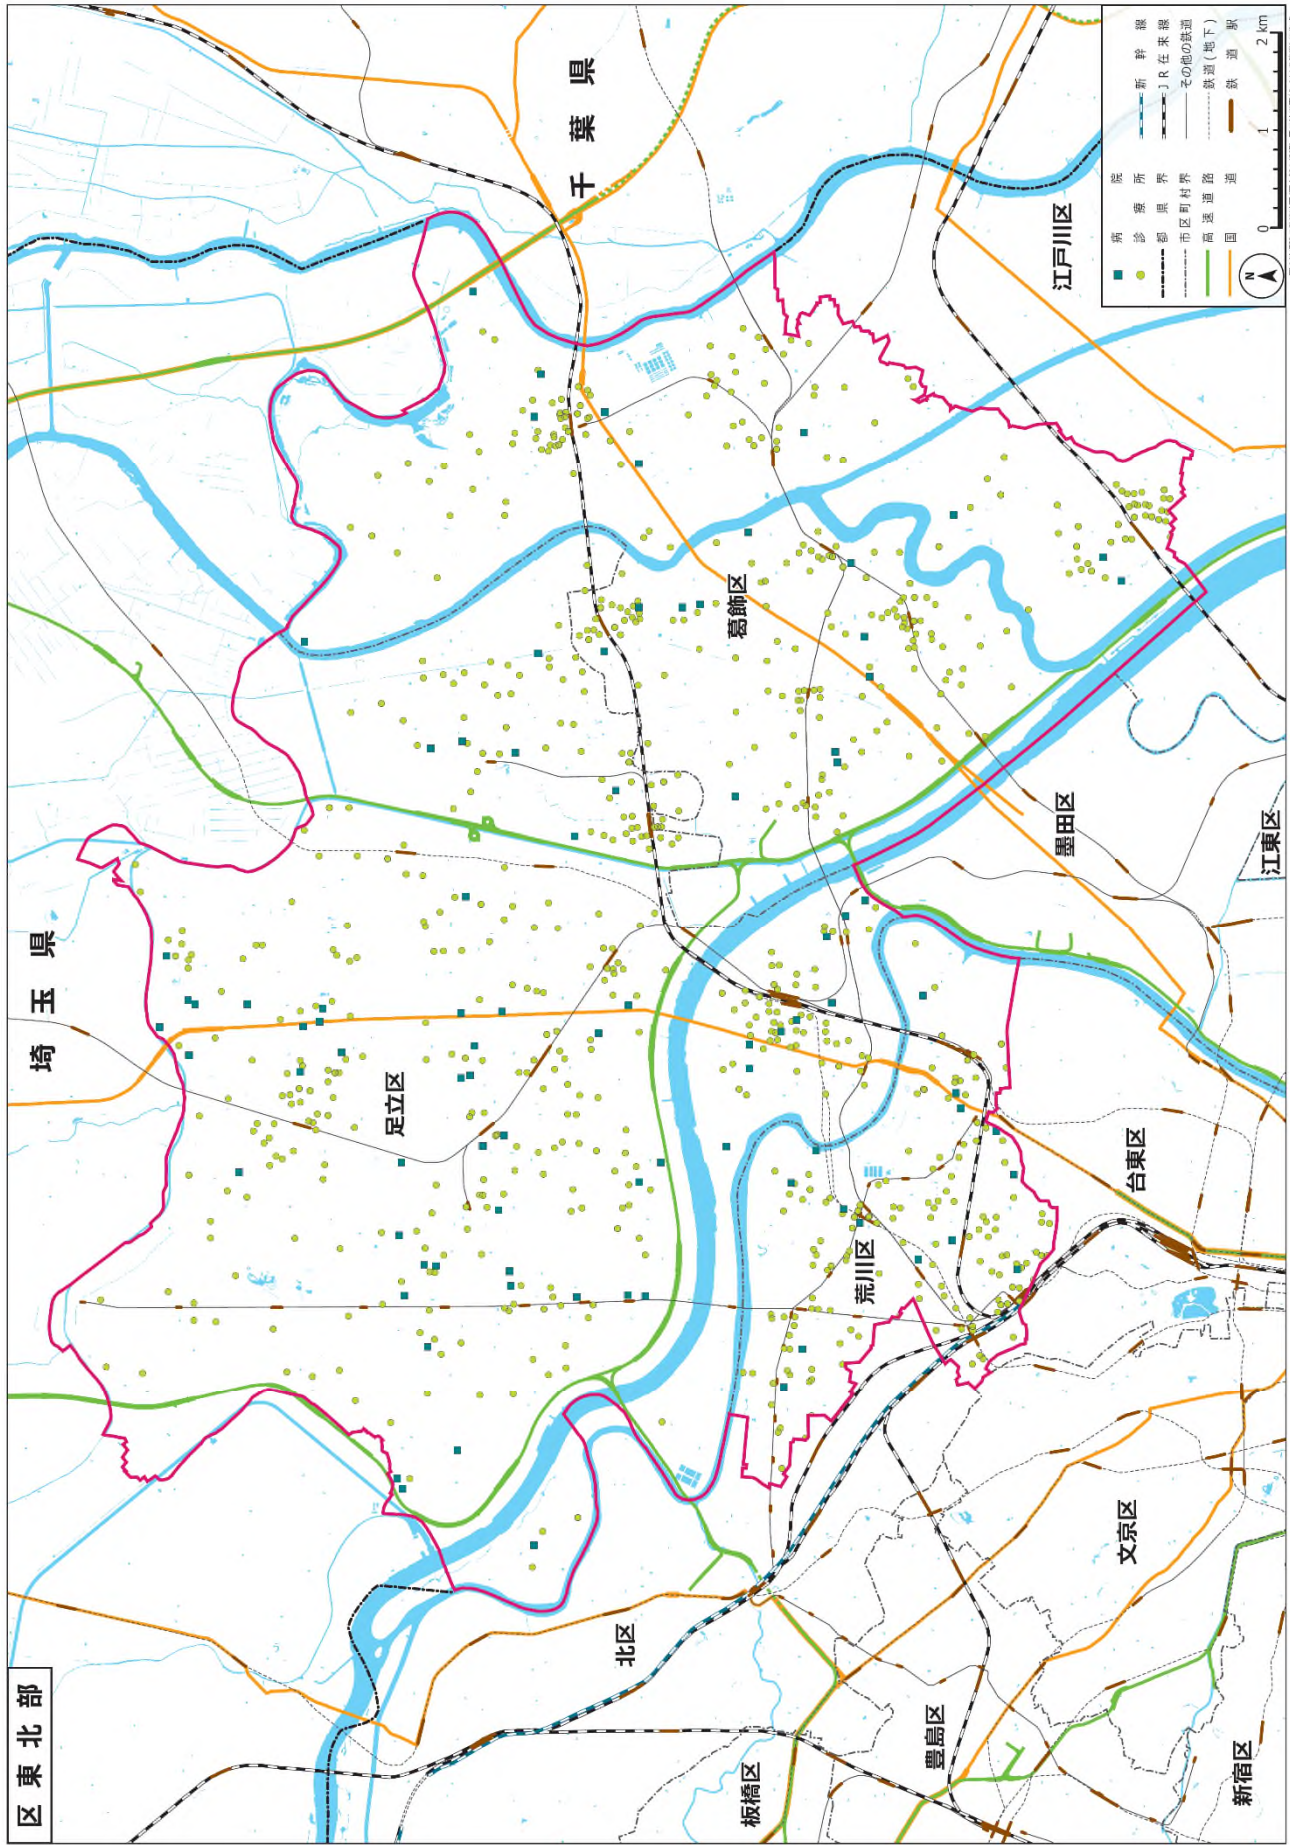 区東北部
埼玉県
千葉県
足立区
葛飾区
荒川区
墨田区
江戸川区
江東区
台東区
文京区
北区
豊島区
板橋区
新宿区
病院
診療所
都県界
市区町村界
高速道路
国道
新幹線
JR在来線
その他の鉄道
鉄道(地下)
鉄道駅
N
0 1 2 km